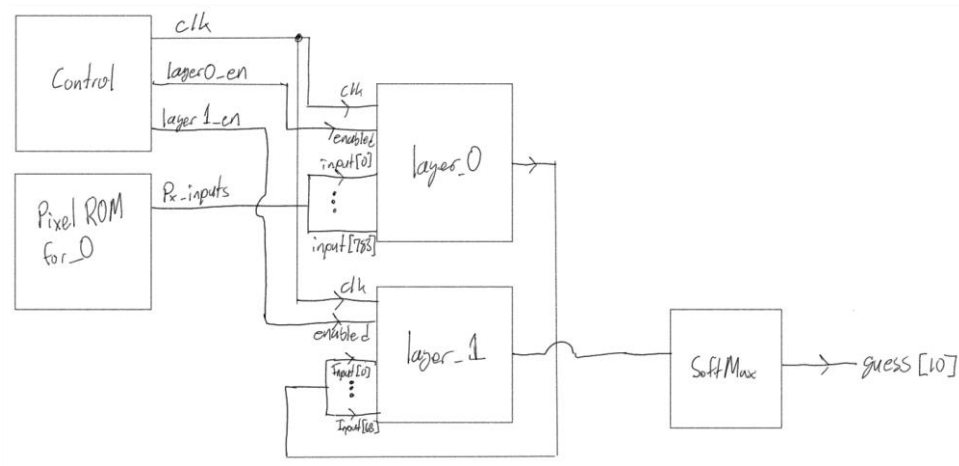 Control
clk
layer0_en
layer1_en
Pixel ROM
for_0
Px_inputs
clk
enabled
input[0]
input[783]
layer_0
clk
enabled
Input[0]
layer_1
SoftMax
guess[10]